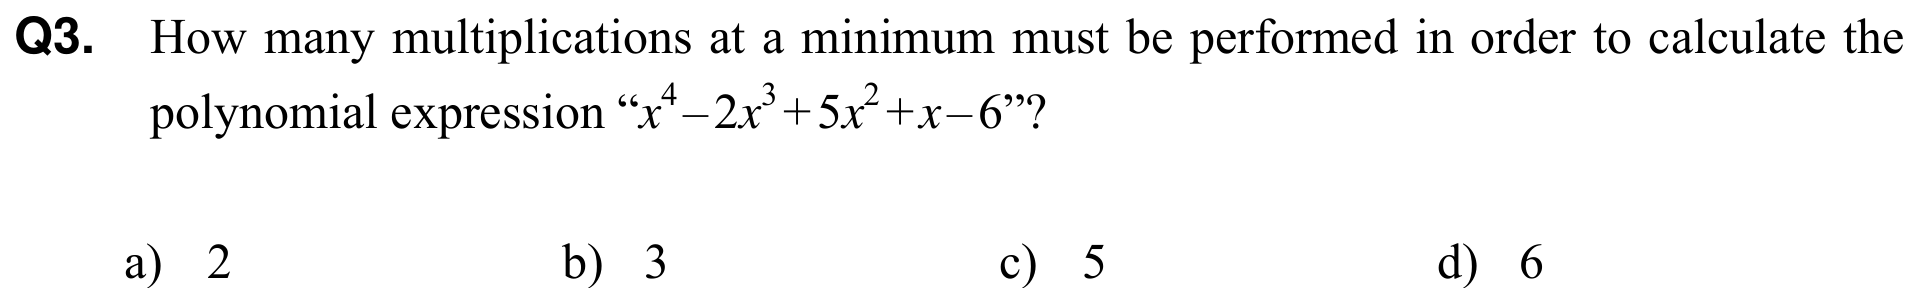 Q3. How many multiplications at a minimum must be performed in order to calculate the
polynomial expression “x⁴−2x³+5x²+x−6”?
a) 2 b) 3 c) 5 d) 6